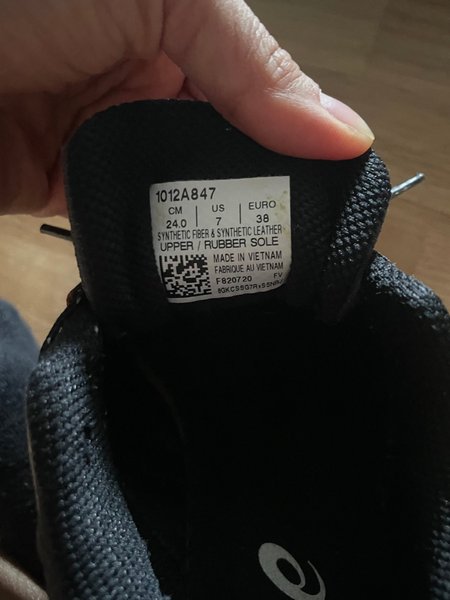 1012A847
CM US EURO
24.0 7 38
SYNTHETIC FIBER & SYNTHETIC LEATHER
UPPER / RUBBER SOLE
MADE IN VIETNAM
FABRIQUE AU VIETNAM
F820720 FV